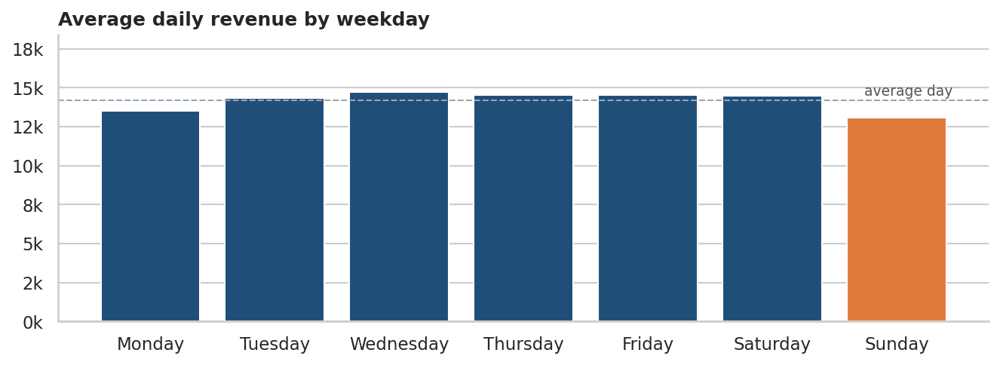 Average daily revenue by weekday
18k
15k
average day
12k
10k
8k
5k
2k
0k
Monday Tuesday Wednesday Thursday Friday Saturday Sunday